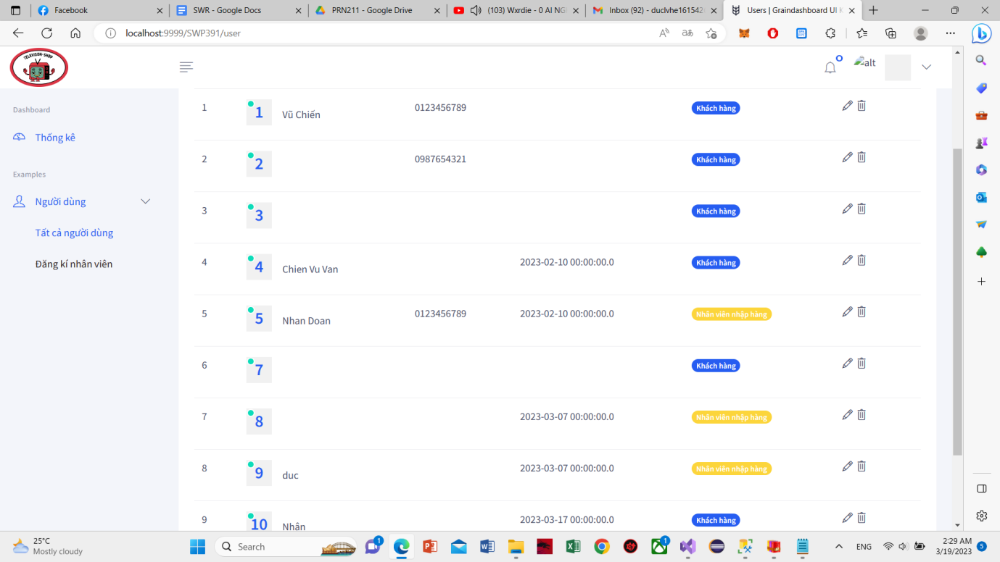 Facebook
SWR - Google Docs
PRN211 - Google Drive
(103) Wxrdie - 0 AI NG
Inbox (92) - duclvhe161542
Users | Graindashboard UI K
localhost:9999/SWP391/user
TELEVISON-SHOP
alt
Dashboard
Thống kê
Examples
Người dùng
Tất cả người dùng
Đăng kí nhân viên
1 1 Vũ Chiến 0123456789 Khách hàng
2 2 0987654321 Khách hàng
3 3 Khách hàng
4 4 Chien Vu Van 2023-02-10 00:00:00.0 Khách hàng
5 5 Nhan Doan 0123456789 2023-02-10 00:00:00.0 Nhân viên nhập hàng
6 7 Khách hàng
7 8 2023-03-07 00:00:00.0 Nhân viên nhập hàng
8 9 duc 2023-03-07 00:00:00.0 Nhân viên nhập hàng
9 10 Nhân 2023-03-17 00:00:00.0 Khách hàng
25°C
Mostly cloudy
Search
1
1
ENG
2:29 AM
3/19/2023
5